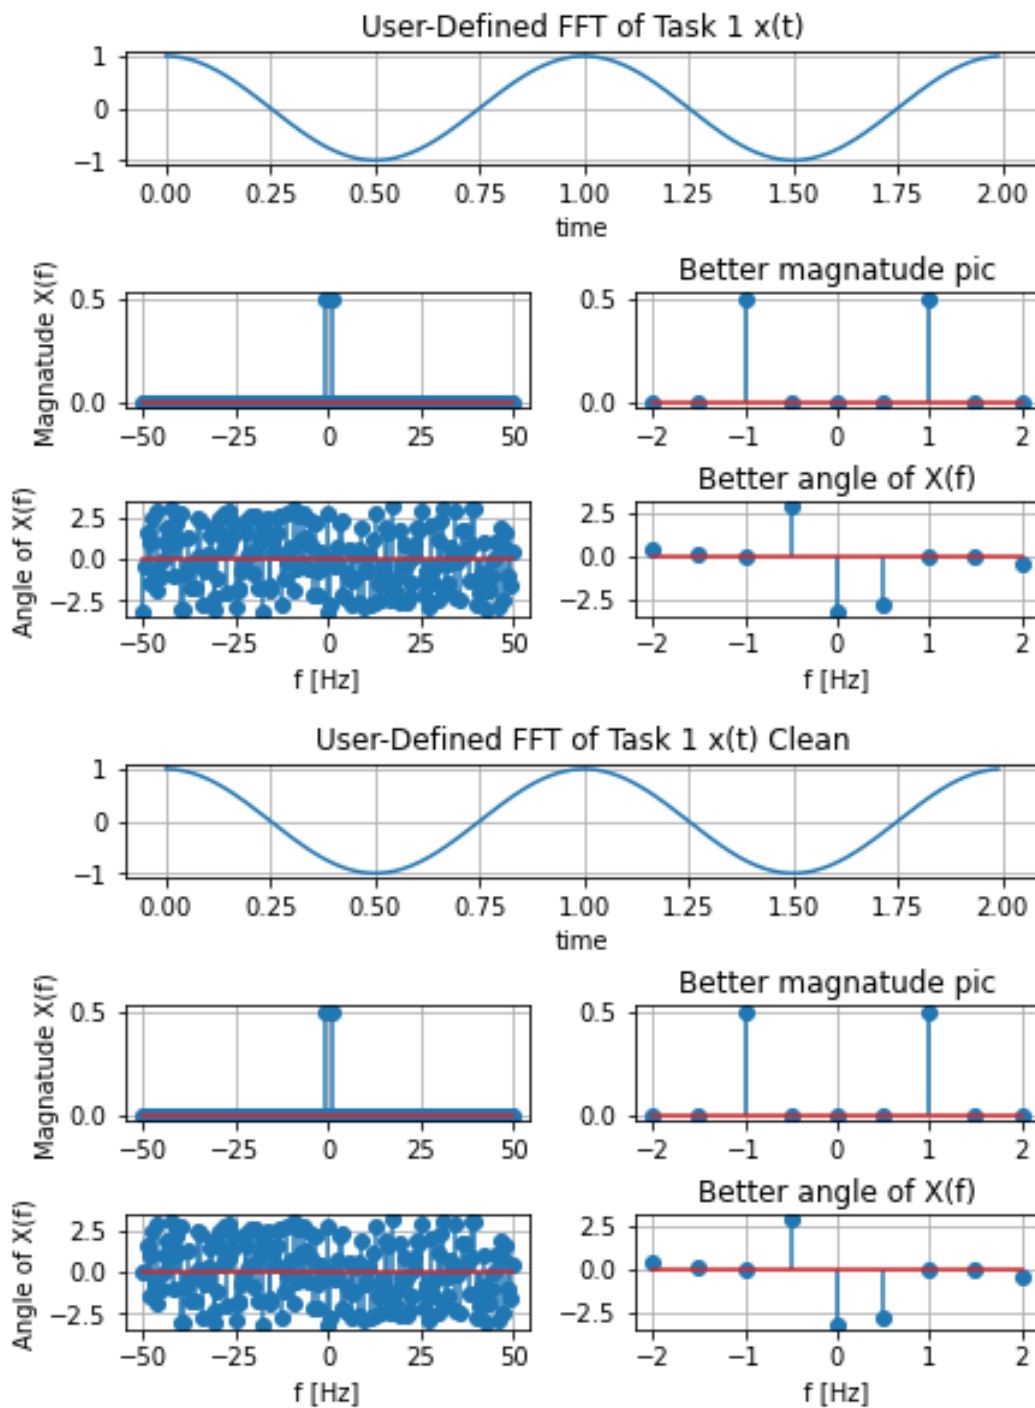 User-Defined FFT of Task 1 x(t)
1
0
−1
0.00 0.25 0.50 0.75 1.00 1.25 1.50 1.75 2.00
time
Magnatude X(f)
0.5
0.0
−50 −25 0 25 50
Better magnatude pic
0.5
0.0
−2 −1 0 1 2
Angle of X(f)
2.5
0.0
−2.5
−50 −25 0 25 50
f [Hz]
Better angle of X(f)
2.5
0.0
−2.5
−2 −1 0 1 2
f [Hz]
User-Defined FFT of Task 1 x(t) Clean
1
0
−1
0.00 0.25 0.50 0.75 1.00 1.25 1.50 1.75 2.00
time
Magnatude X(f)
0.5
0.0
−50 −25 0 25 50
Better magnatude pic
0.5
0.0
−2 −1 0 1 2
Angle of X(f)
2.5
0.0
−2.5
−50 −25 0 25 50
f [Hz]
Better angle of X(f)
2.5
0.0
−2.5
−2 −1 0 1 2
f [Hz]